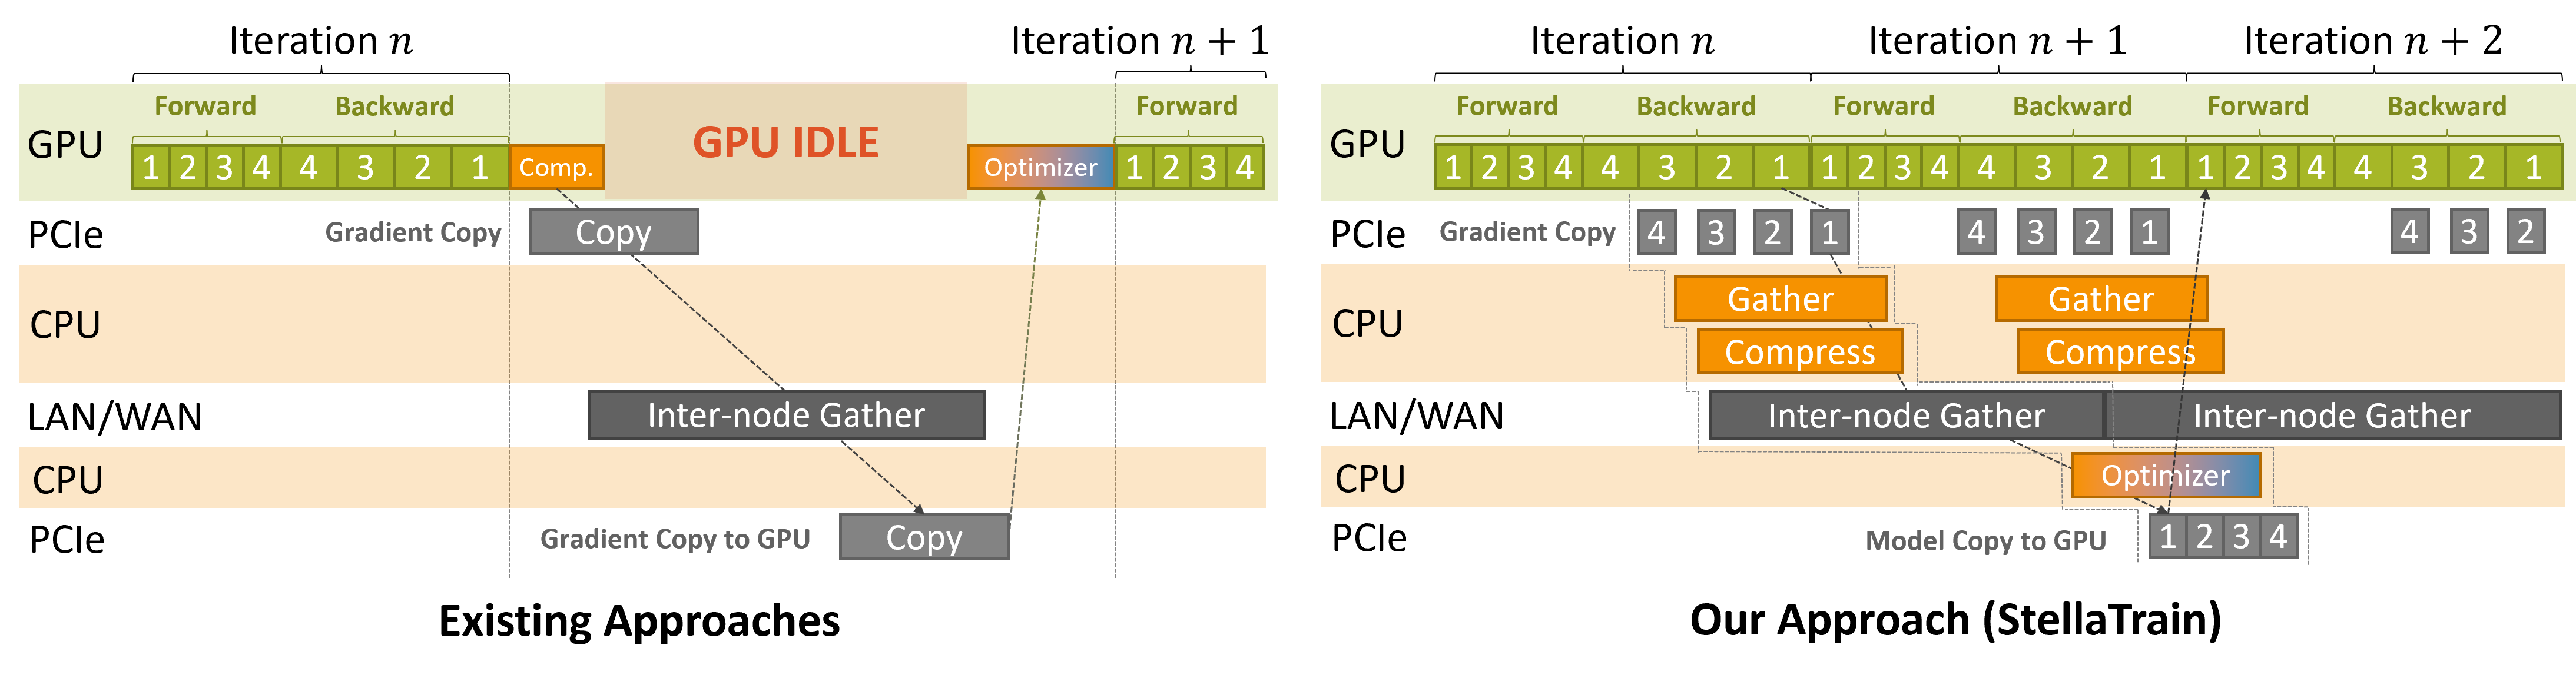 Iteration n
Iteration n + 1
Forward
Backward
Forward
GPU
1 2 3 4 4 3 2 1
Comp.
GPU IDLE
Optimizer
1 2 3 4
PCIe
Gradient Copy
Copy
CPU
LAN/WAN
Inter-node Gather
CPU
PCIe
Gradient Copy to GPU
Copy
Existing Approaches
Iteration n
Iteration n + 1
Iteration n + 2
Forward
Backward
Forward
Backward
Forward
Backward
GPU
1 2 3 4 4 3 2 1 1 2 3 4 4 3 2 1 1 2 3 4 4 3 2 1
PCIe
Gradient Copy
4 3 2 1
4 3 2 1
4 3 2
CPU
Gather
Gather
Compress
Compress
LAN/WAN
Inter-node Gather
Inter-node Gather
CPU
Optimizer
PCIe
Model Copy to GPU
1 2 3 4
Our Approach (StellaTrain)